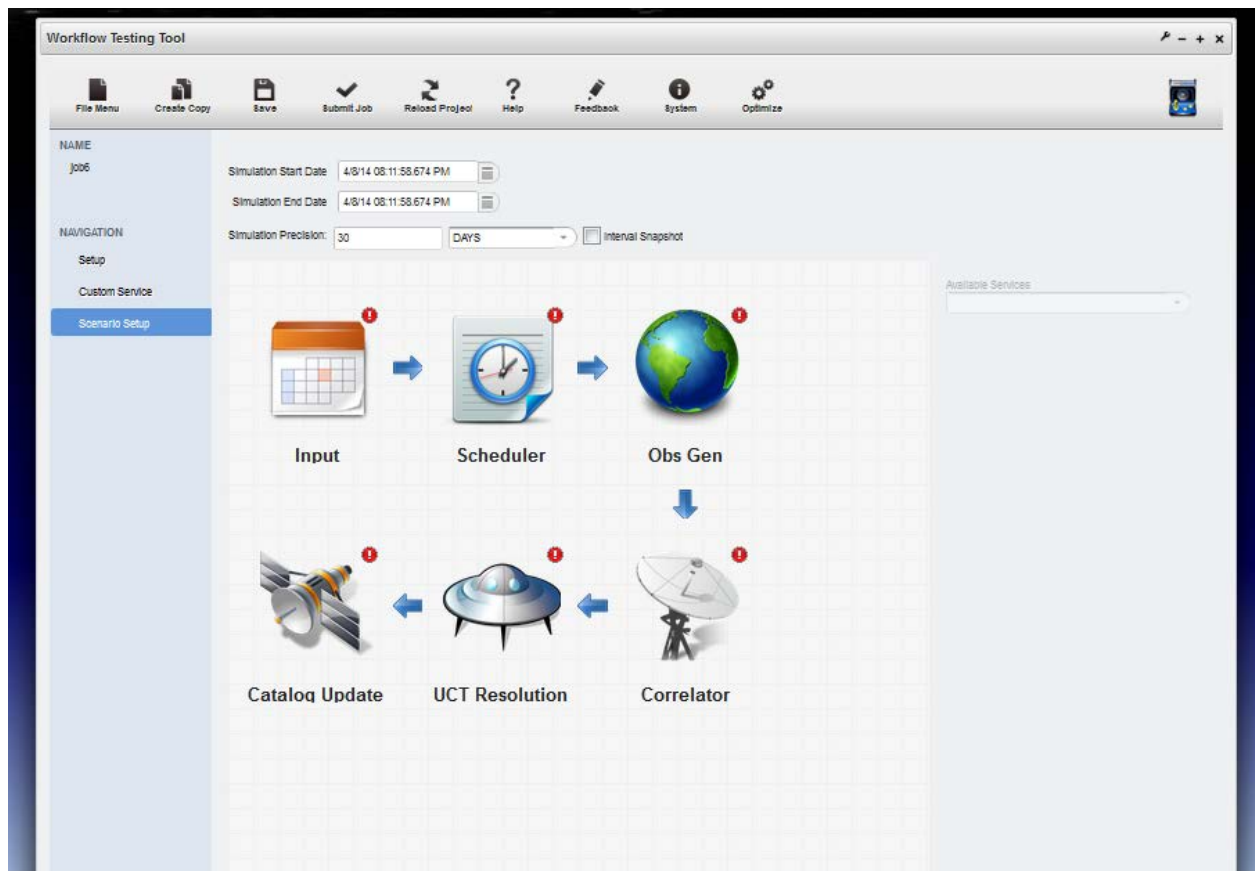 Workflow Testing Tool
File Menu Create Copy Save Submit Job Reload Project Help Feedback System Optimize
NAME
job6
Simulation Start Date 4/8/14 08:11:58.674 PM
Simulation End Date 4/8/14 08:11:58.674 PM
NAVIGATION
Simulation Precision: 30 DAYS Interval Snapshot
Setup
Custom Service
Available Services
Scenario Setup
Input Scheduler Obs Gen
Catalog Update UCT Resolution Correlator